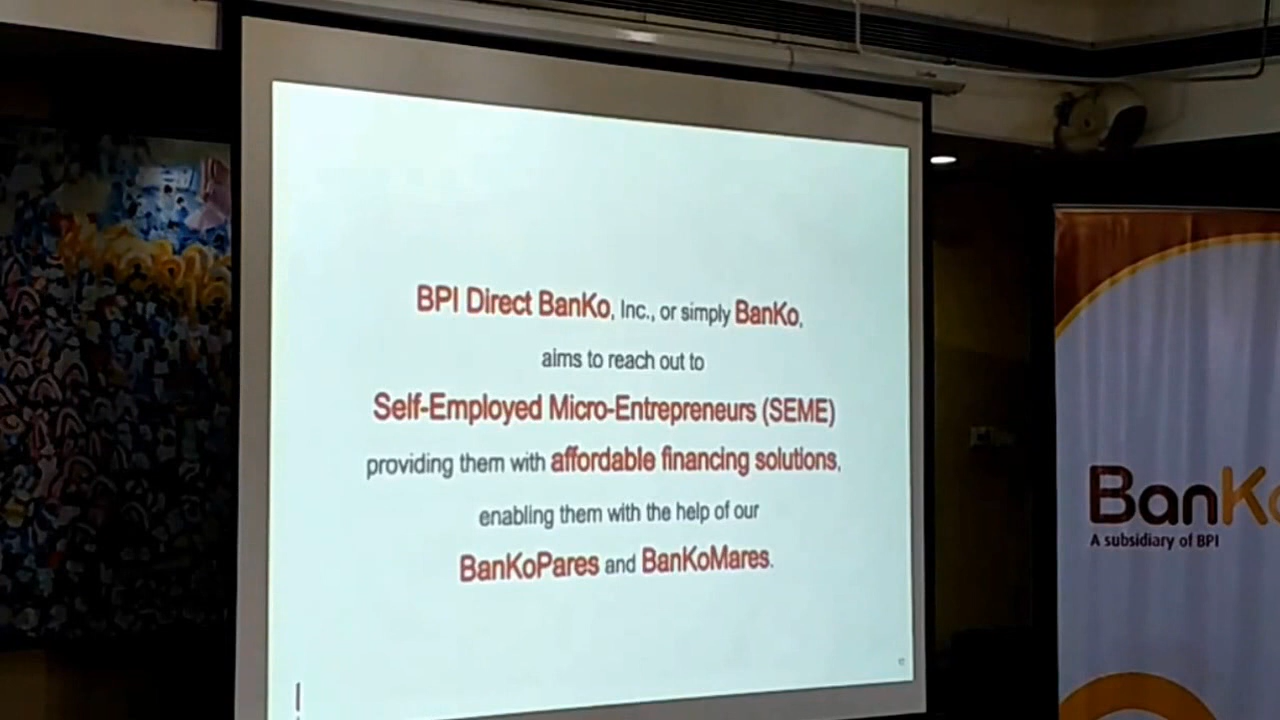 BPI Direct BanKo, Inc., or simply BanKo,
aims to reach out to
Self-Employed Micro-Entrepreneurs (SEME)
providing them with affordable financing solutions,
enabling them with the help of our
BanKoPares and BanKoMares.
BanKo
A subsidiary of BPI